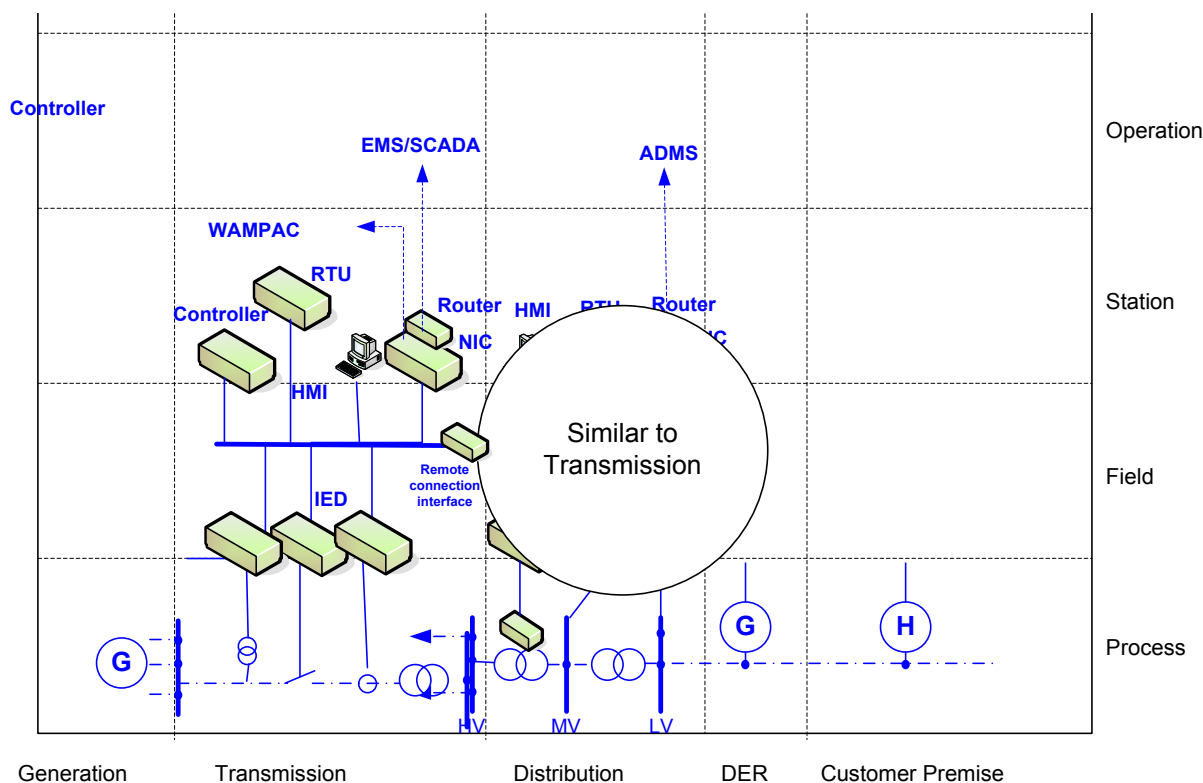 Controller
Operation
EMS/SCADA
ADMS
WAMPAC
RTU
Station
Controller
Router
HMI
RTU
Router
NIC
HMI
Similar to
Transmission
Remote
connection
interface
IED
Field
G
G
H
Process
HV
MV
LV
Generation
Transmission
Distribution
DER
Customer Premise